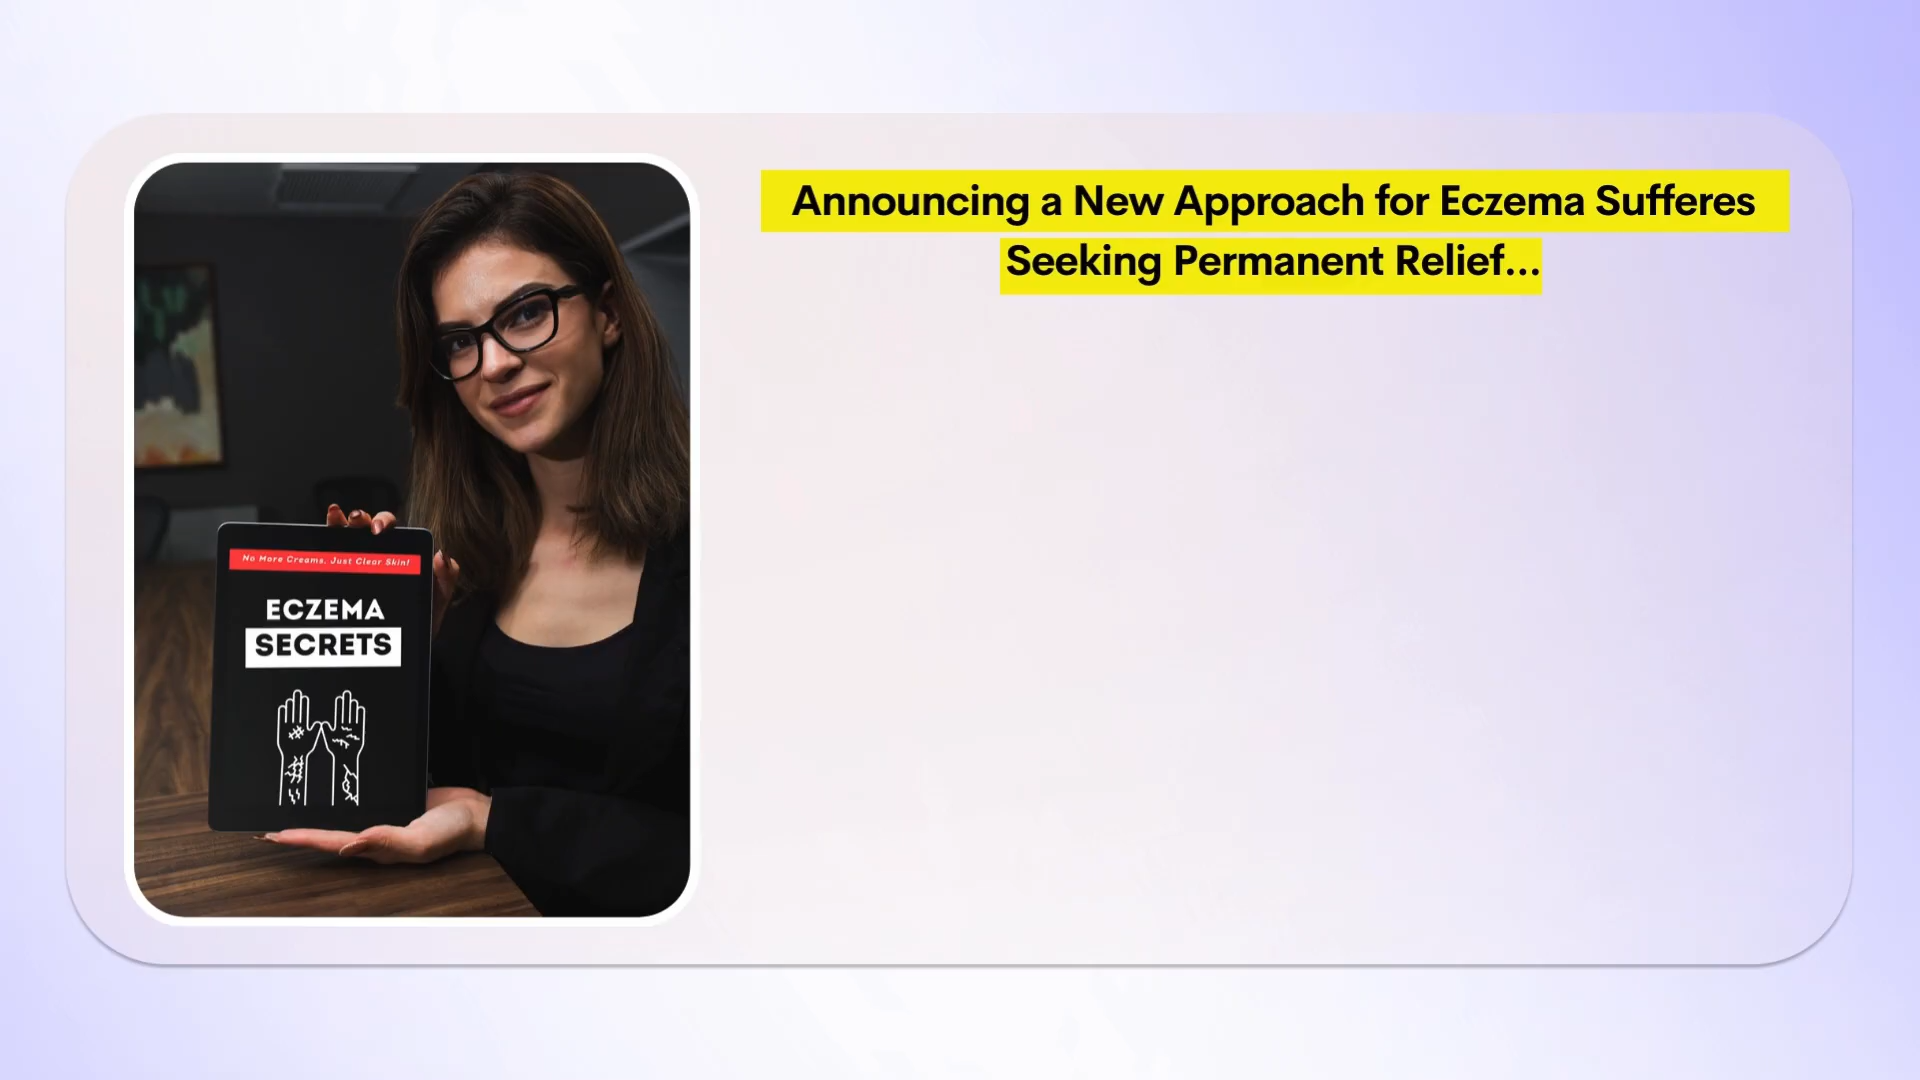 Announcing a New Approach for Eczema Sufferes
Seeking Permanent Relief...
No More Creams. Just Clear Skin!
ECZEMA
SECRETS